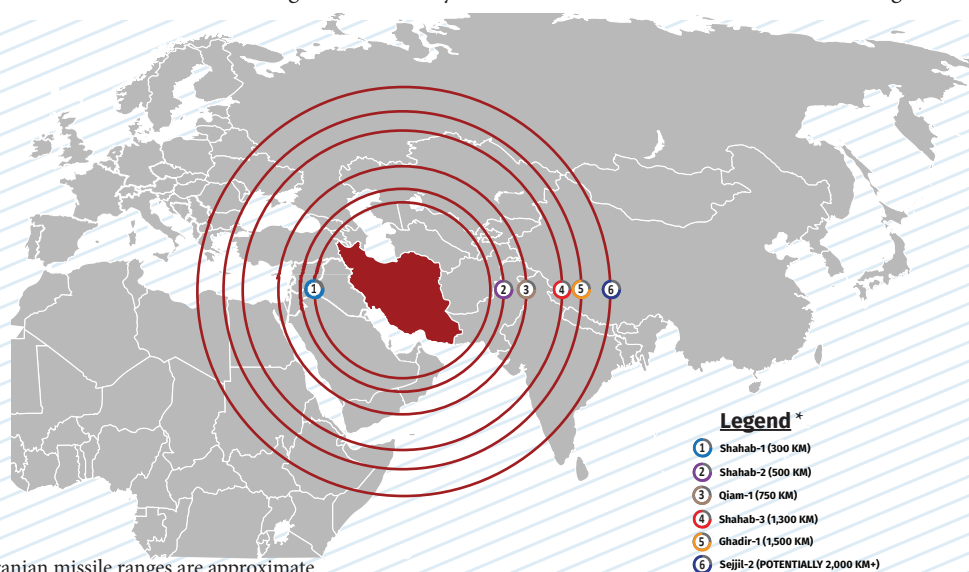 1
2
3
4
5
6
Legend *
1 Shahab-1 (300 KM)
2 Shahab-2 (500 KM)
3 Qiam-1 (750 KM)
4 Shahab-3 (1,300 KM)
5 Ghadir-1 (1,500 KM)
6 Sejjil-2 (POTENTIALLY 2,000 KM+)
ranian missile ranges are approximate